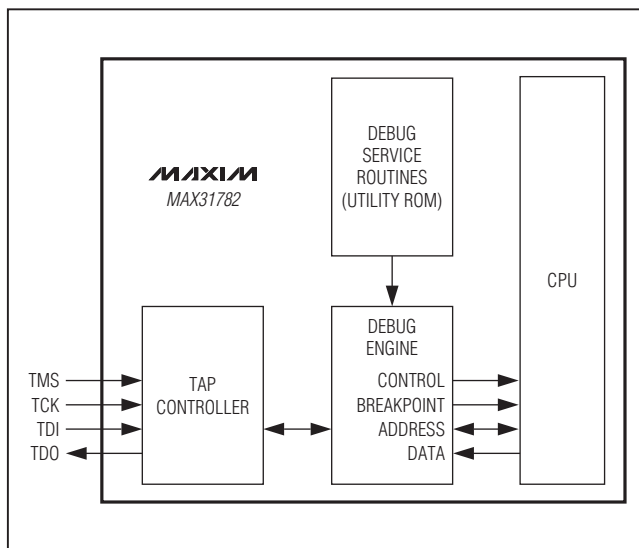 DEBUG
SERVICE
ROUTINES
(UTILITY ROM)
MAXIM
MAX31782
CPU
DEBUG
ENGINE
TMS
TCK
TDI
TDO
TAP
CONTROLLER
CONTROL
BREAKPOINT
ADDRESS
DATA